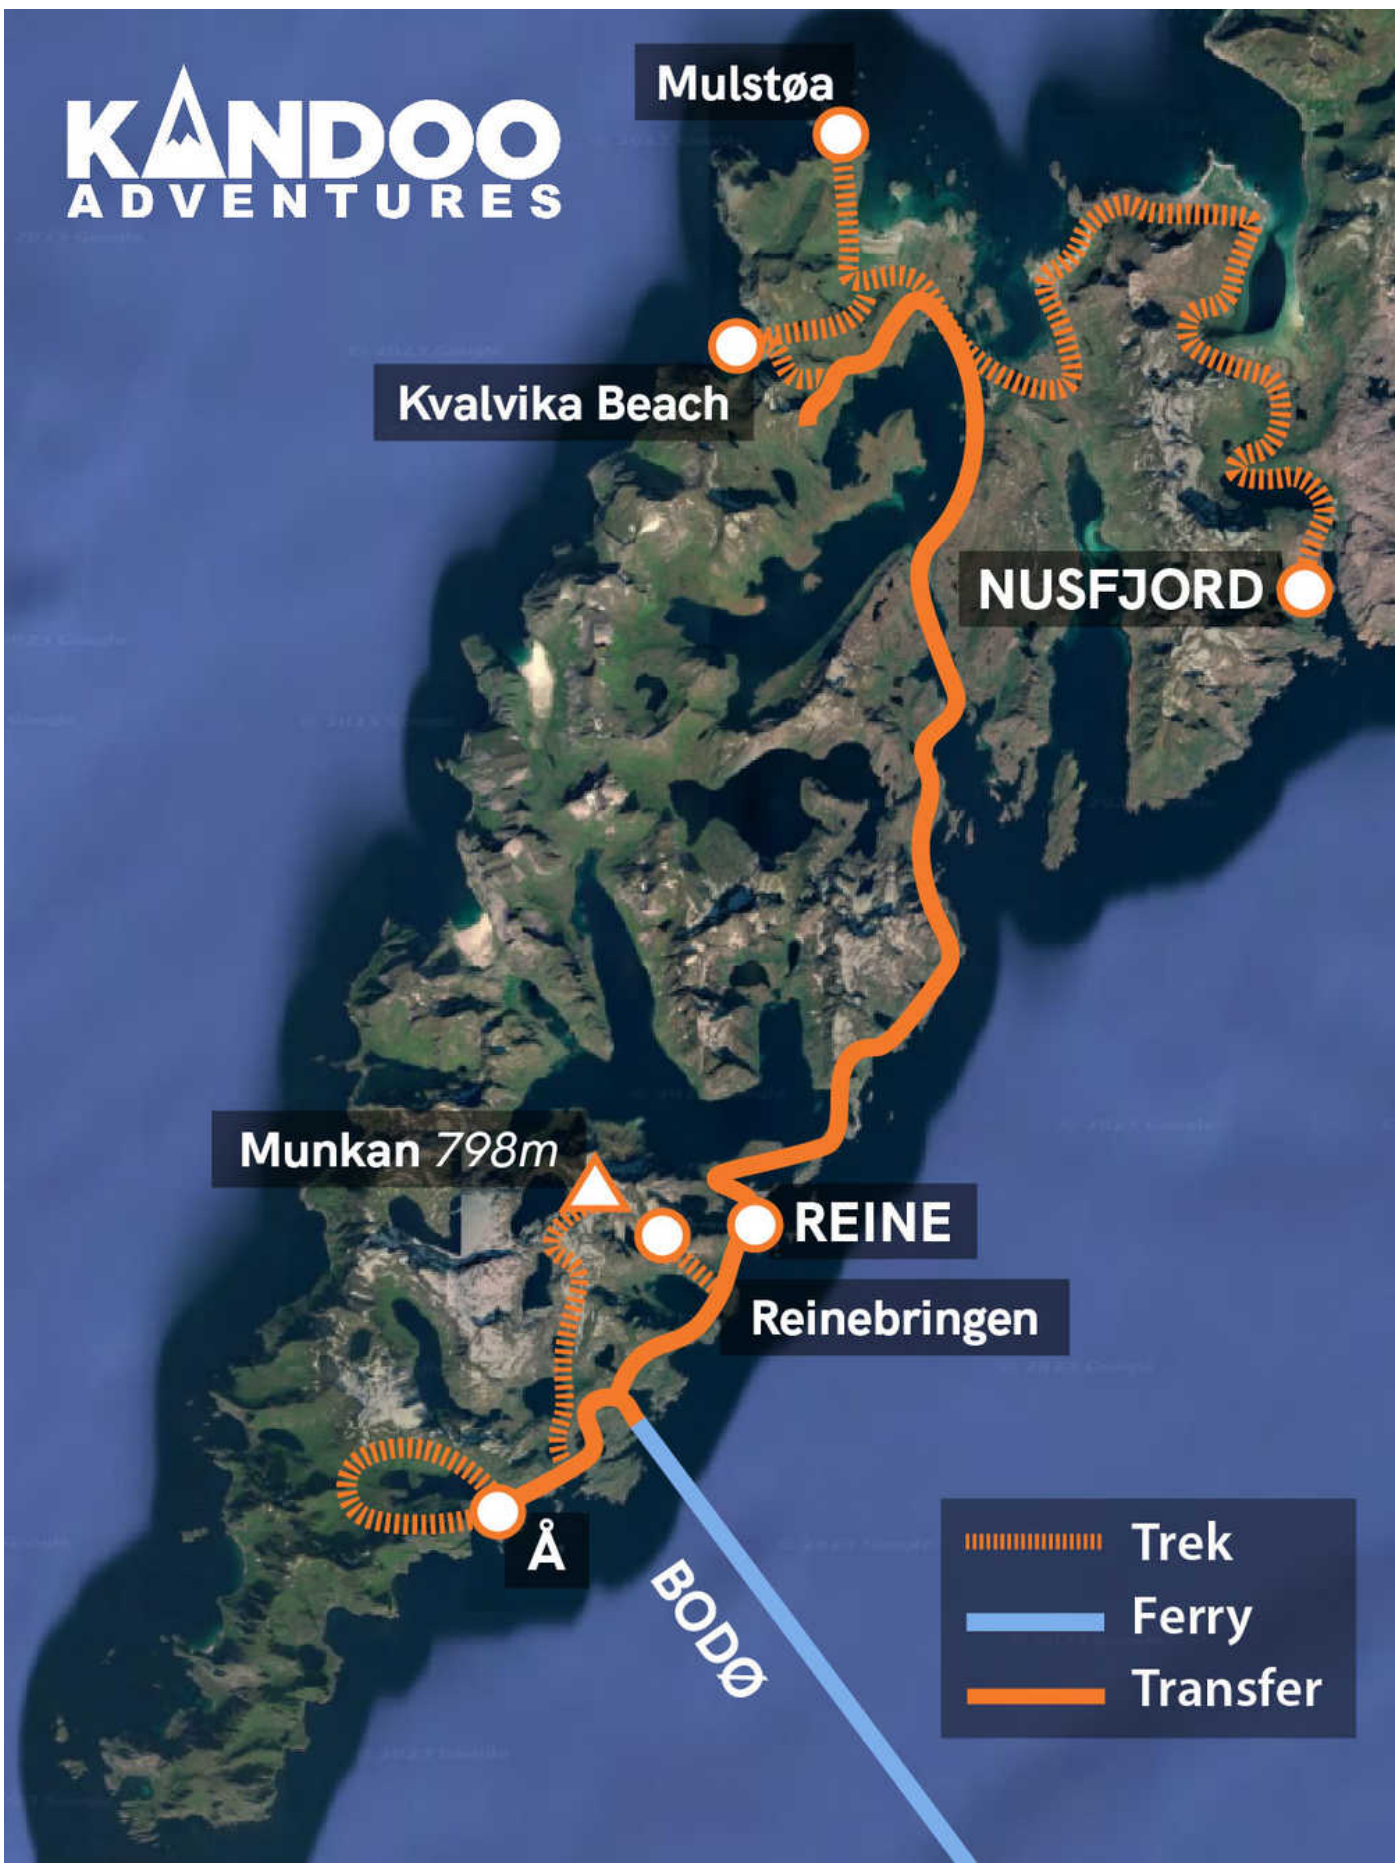 KANDOO
ADVENTURES
Mulstøa
Kvalvika Beach
NUSFJORD
Munkan 798m
REINE
Reinebringen
Å
BODØ
Trek
Ferry
Transfer